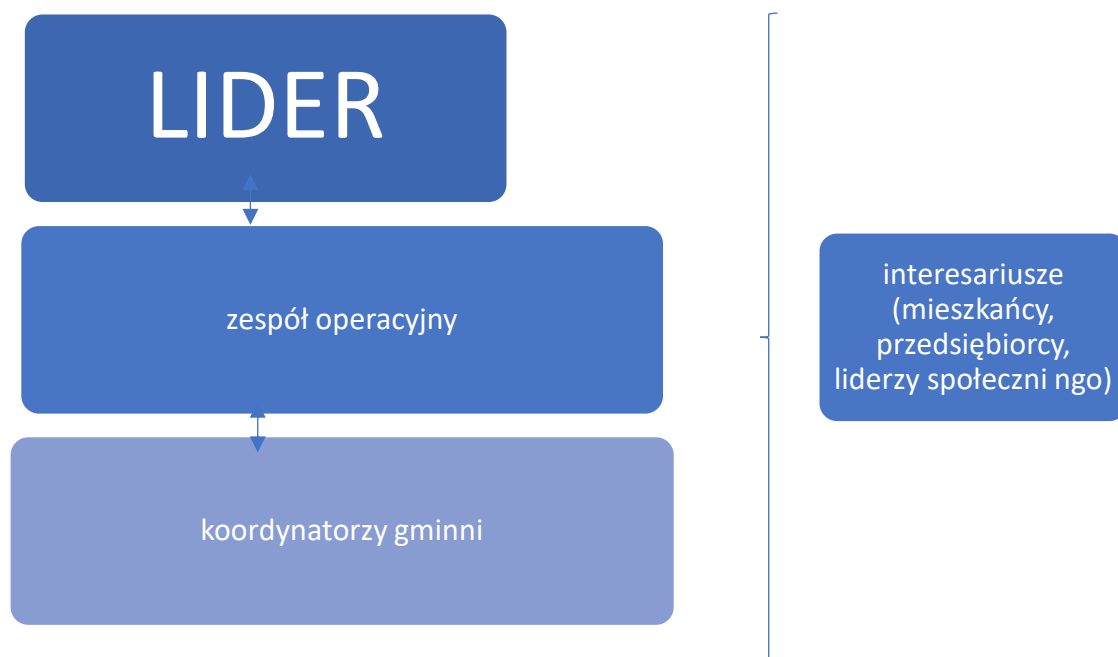 LIDER
zespół operacyjny
koordynatorzy gminni
interesariusze
(mieszkańcy,
przedsiębiorcy,
liderzy społeczni ngo)